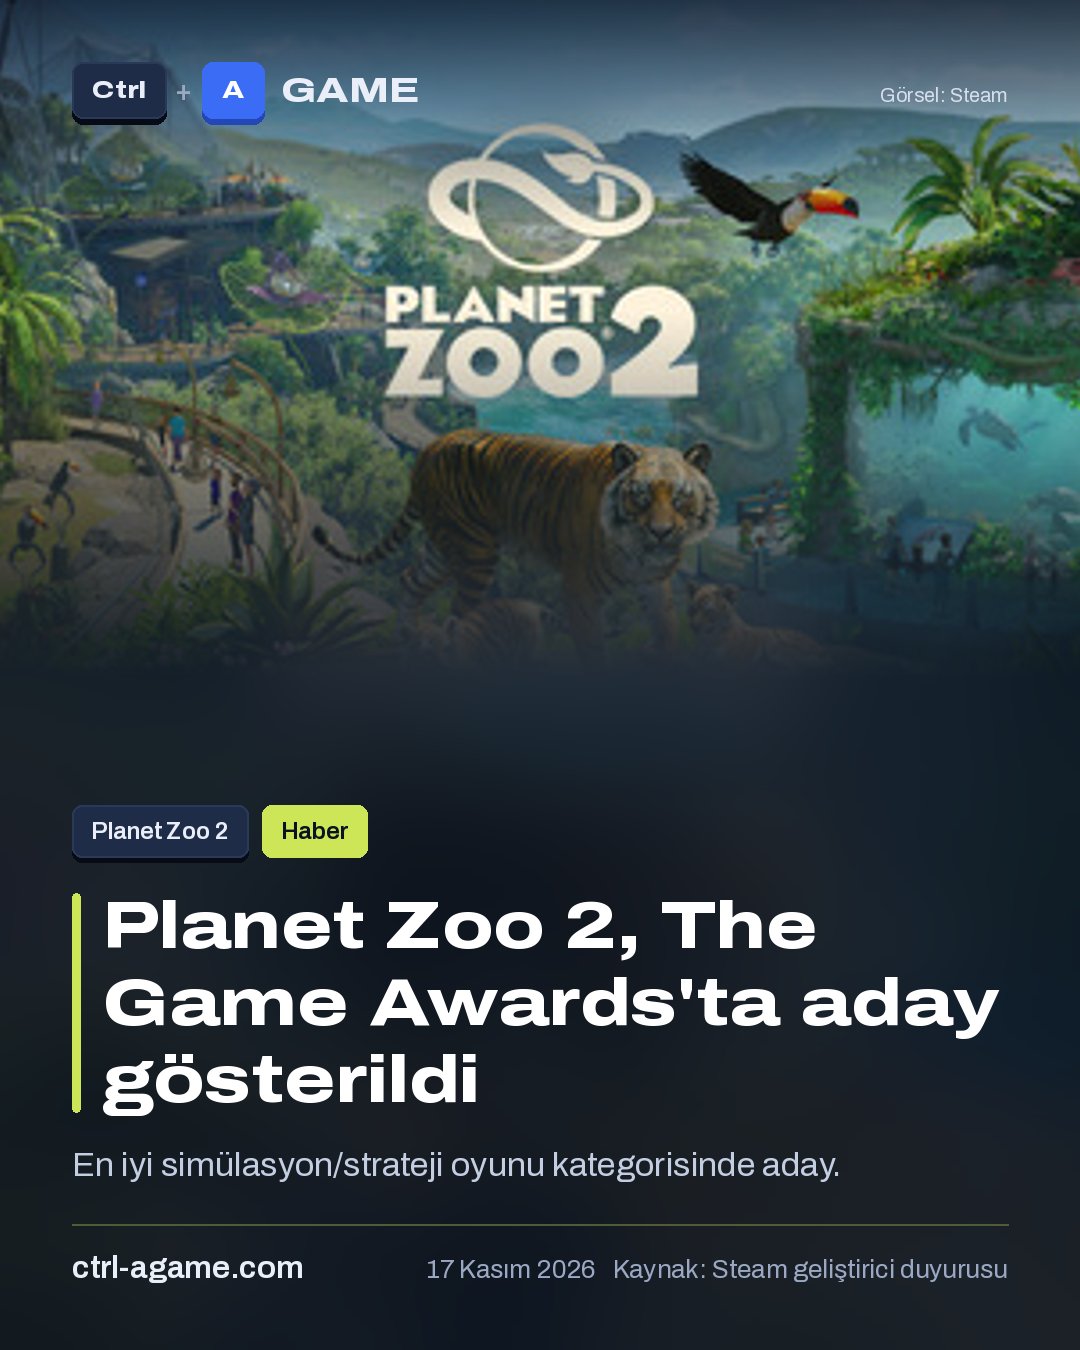 Ctrl + A GAME
Görsel: Steam
PLANET
ZOO 2
Planet Zoo 2 Haber
Planet Zoo 2, The
Game Awards'ta aday
gösterildi
En iyi simülasyon/strateji oyunu kategorisinde aday.
ctrl-agame.com 17 Kasım 2026 Kaynak: Steam geliştirici duyurusu